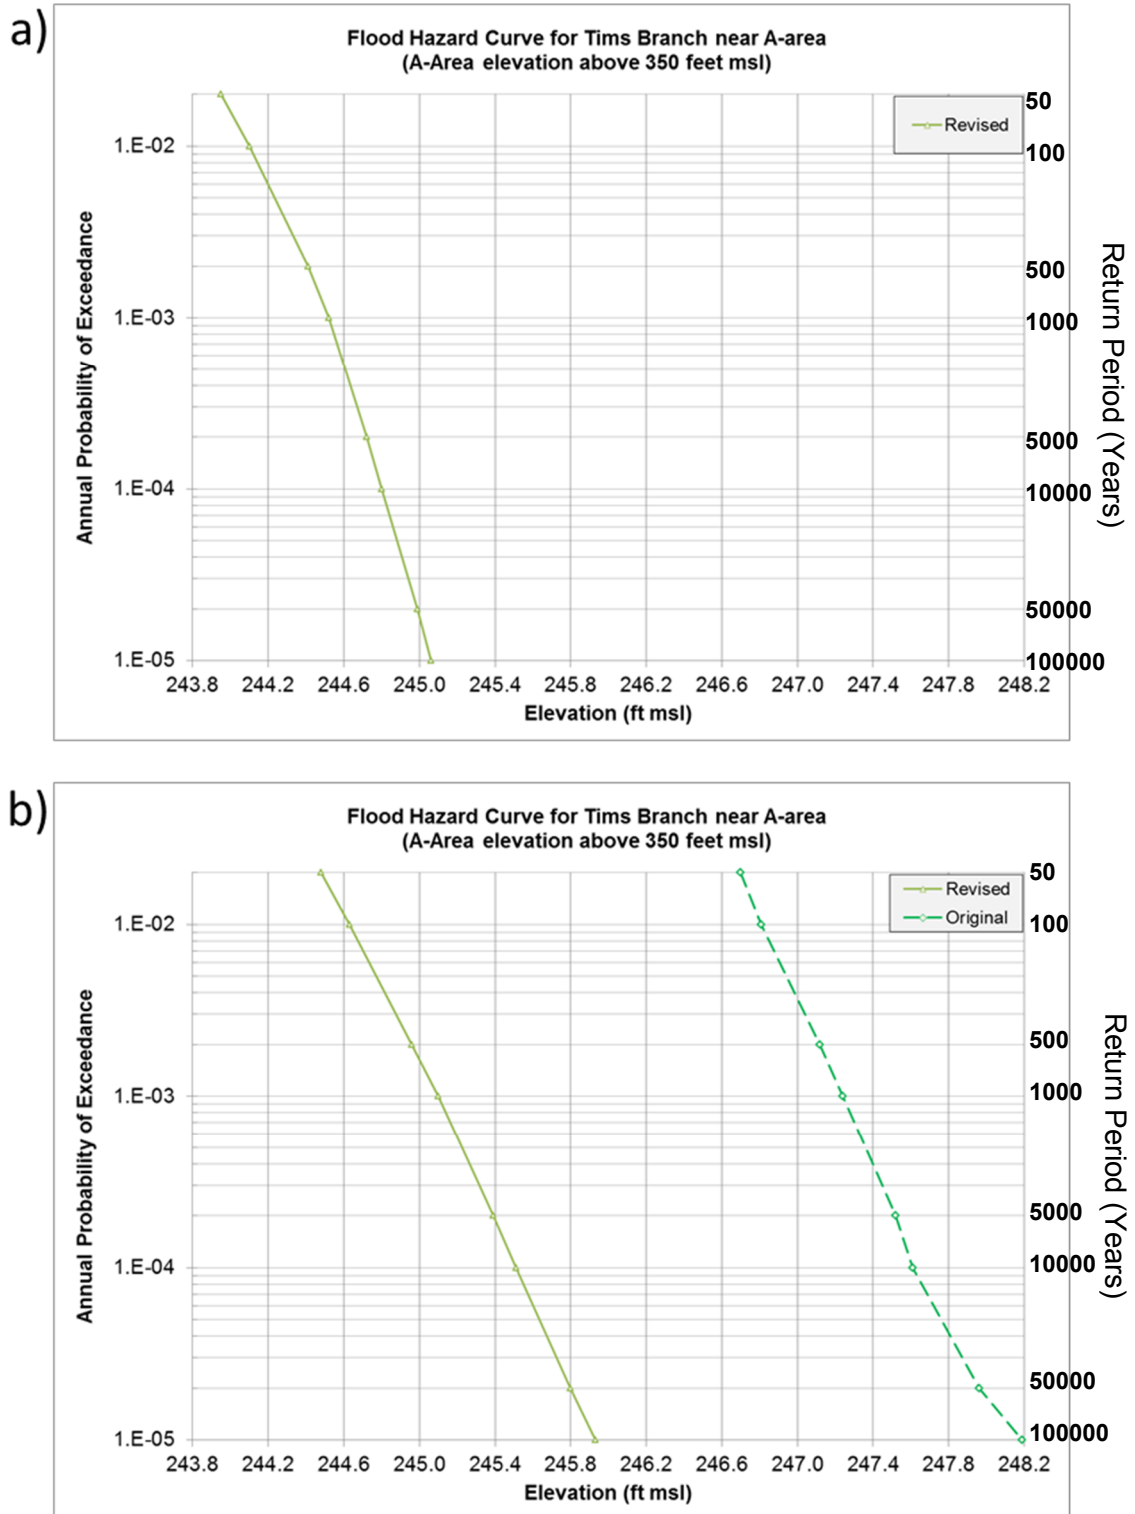 a)
Flood Hazard Curve for Tims Branch near A-area
(A-Area elevation above 350 feet msl)
Revised
50
100
500
1000
5000
10000
50000
100000
Return Period (Years)
1.E-02
1.E-03
1.E-04
1.E-05
Annual Probability of Exceedance
243.8 244.2 244.6 245.0 245.4 245.8 246.2 246.6 247.0 247.4 247.8 248.2
Elevation (ft msl)
b)
Flood Hazard Curve for Tims Branch near A-area
(A-Area elevation above 350 feet msl)
Revised
Original
50
100
500
1000
5000
10000
50000
100000
Return Period (Years)
1.E-02
1.E-03
1.E-04
1.E-05
Annual Probability of Exceedance
243.8 244.2 244.6 245.0 245.4 245.8 246.2 246.6 247.0 247.4 247.8 248.2
Elevation (ft msl)